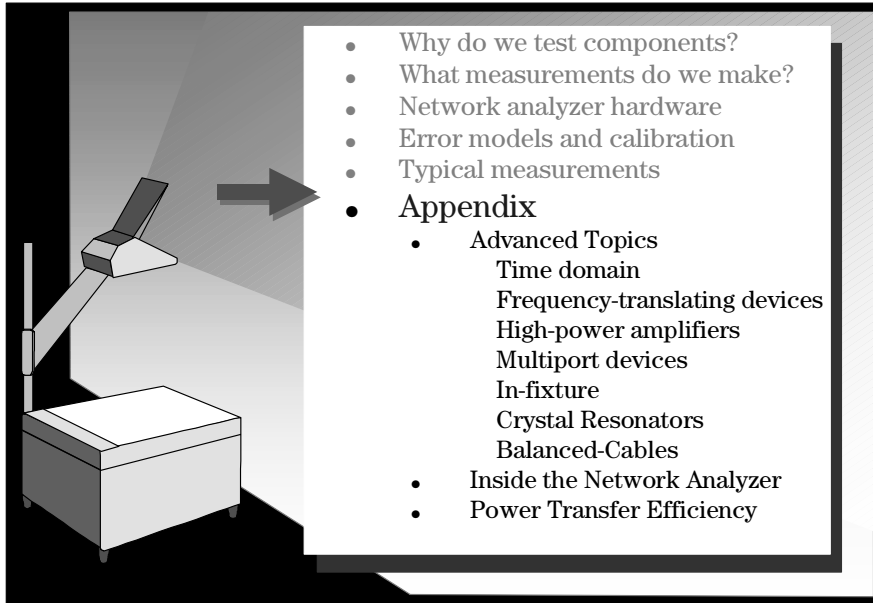 • Why do we test components?
• What measurements do we make?
• Network analyzer hardware
• Error models and calibration
• Typical measurements
• Appendix
• Advanced Topics
Time domain
Frequency-translating devices
High-power amplifiers
Multiport devices
In-fixture
Crystal Resonators
Balanced-Cables
• Inside the Network Analyzer
• Power Transfer Efficiency